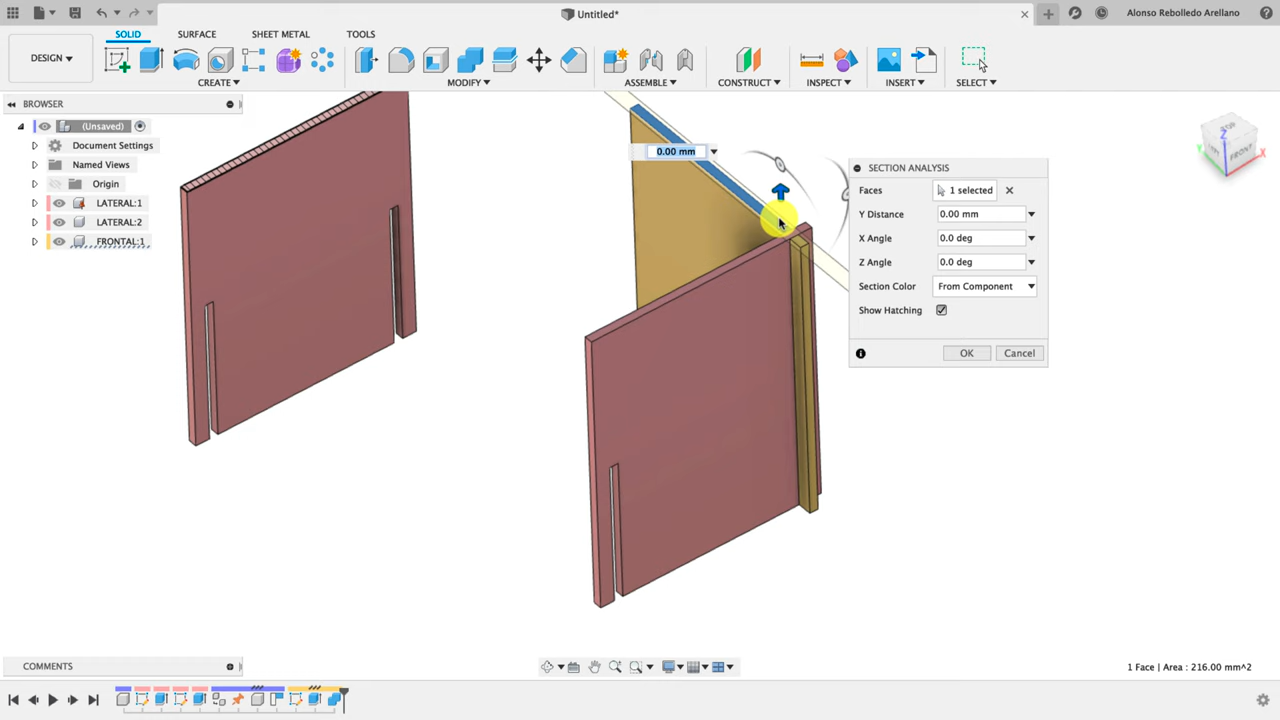 Untitled*
Alonso Rebolledo Arellano
DESIGN
SOLID
SURFACE
SHEET METAL
TOOLS
CREATE
MODIFY
ASSEMBLE
CONSTRUCT
INSPECT
INSERT
SELECT
BROWSER
(Unsaved)
Document Settings
Named Views
Origin
LATERAL:1
LATERAL:2
FRONTAL:1
0.00 mm
SECTION ANALYSIS
Faces 1 selected
Y Distance 0.00 mm
X Angle 0.0 deg
Z Angle 0.0 deg
Section Color From Component
Show Hatching
OK Cancel
TOP
LEFT FRONT
Z
X
Y
COMMENTS
1 Face | Area : 216.00 mm^2